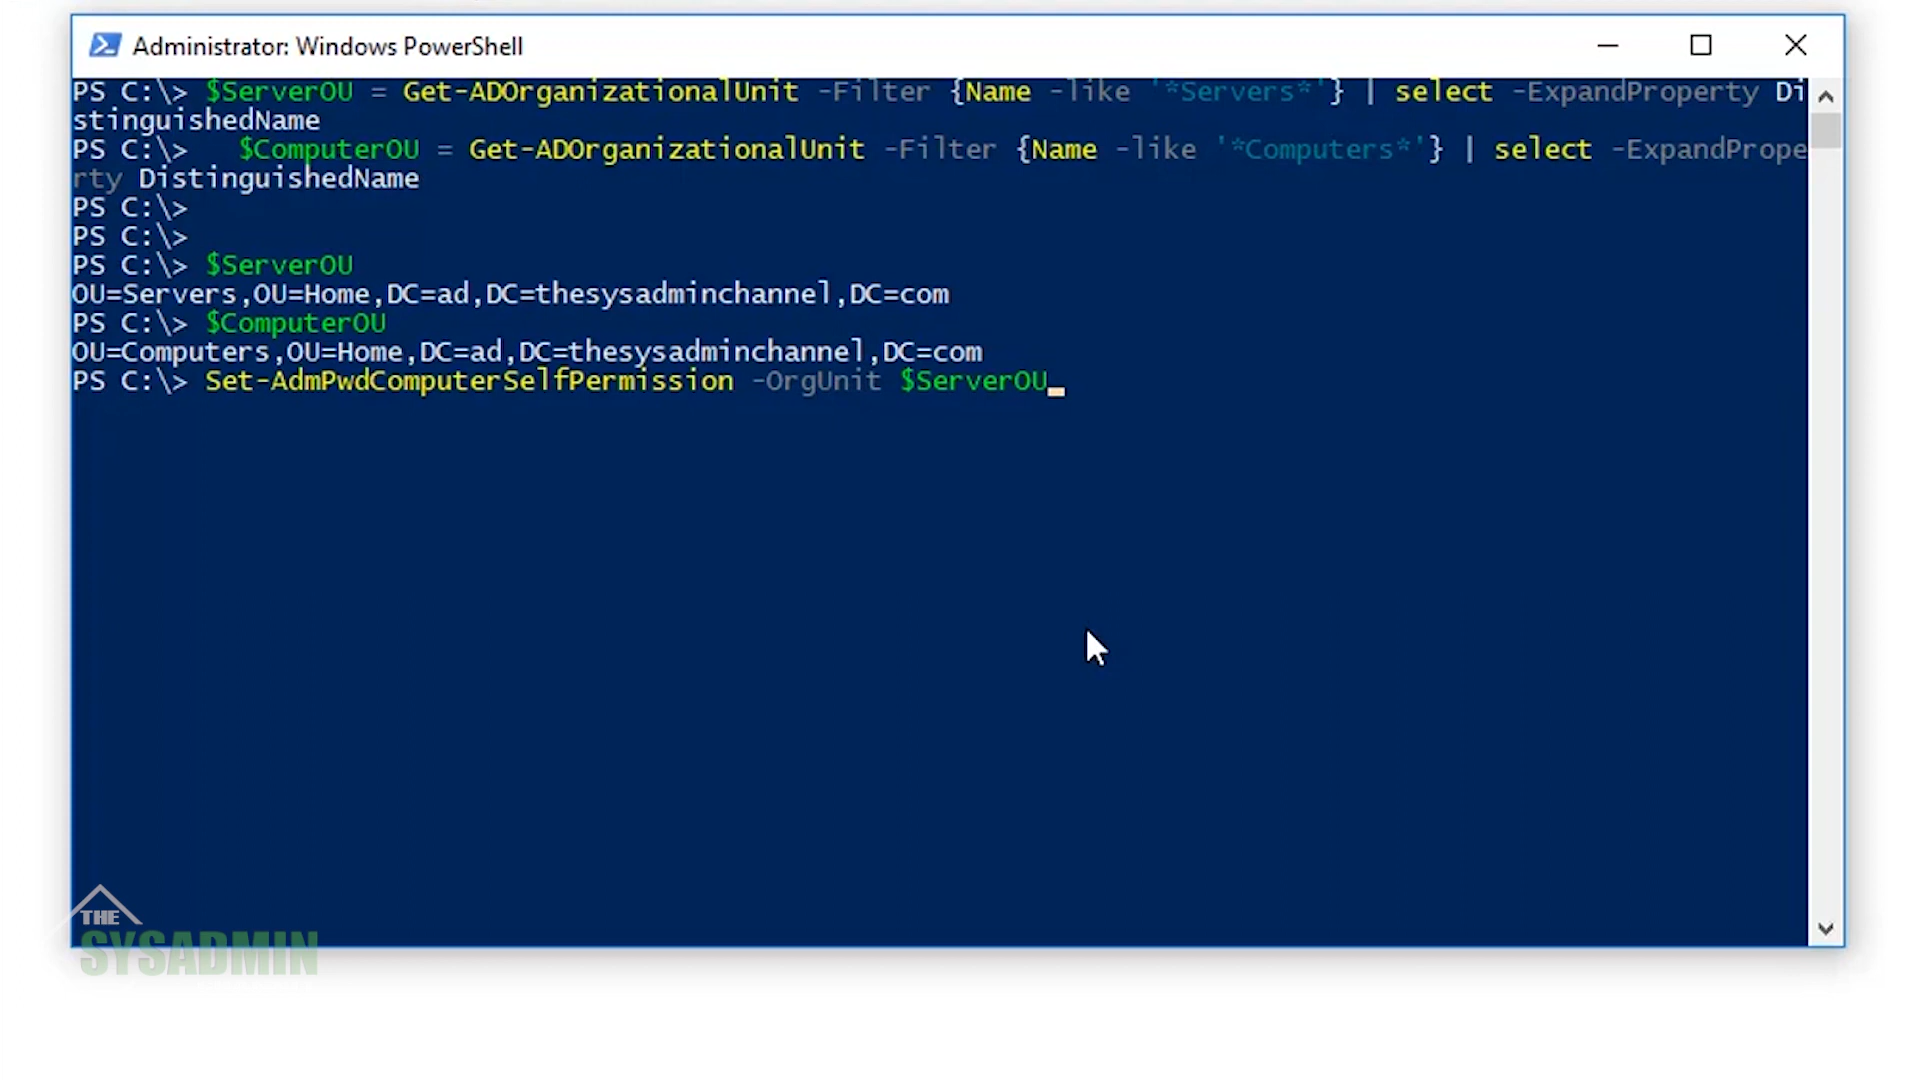 Administrator: Windows PowerShell
PS C:\> $ServerOU = Get-ADOrganizationalUnit -Filter {Name -like '*Servers*'} | select -ExpandProperty Di
stinguishedName
PS C:\>   $ComputerOU = Get-ADOrganizationalUnit -Filter {Name -like '*Computers*'} | select -ExpandPrope
rty DistinguishedName
PS C:\>
PS C:\>
PS C:\> $ServerOU
OU=Servers,OU=Home,DC=ad,DC=thesysadminchannel,DC=com
PS C:\> $ComputerOU
OU=Computers,OU=Home,DC=ad,DC=thesysadminchannel,DC=com
PS C:\> Set-AdmPwdComputerSelfPermission -OrgUnit $ServerOU
THE
SYSADMIN